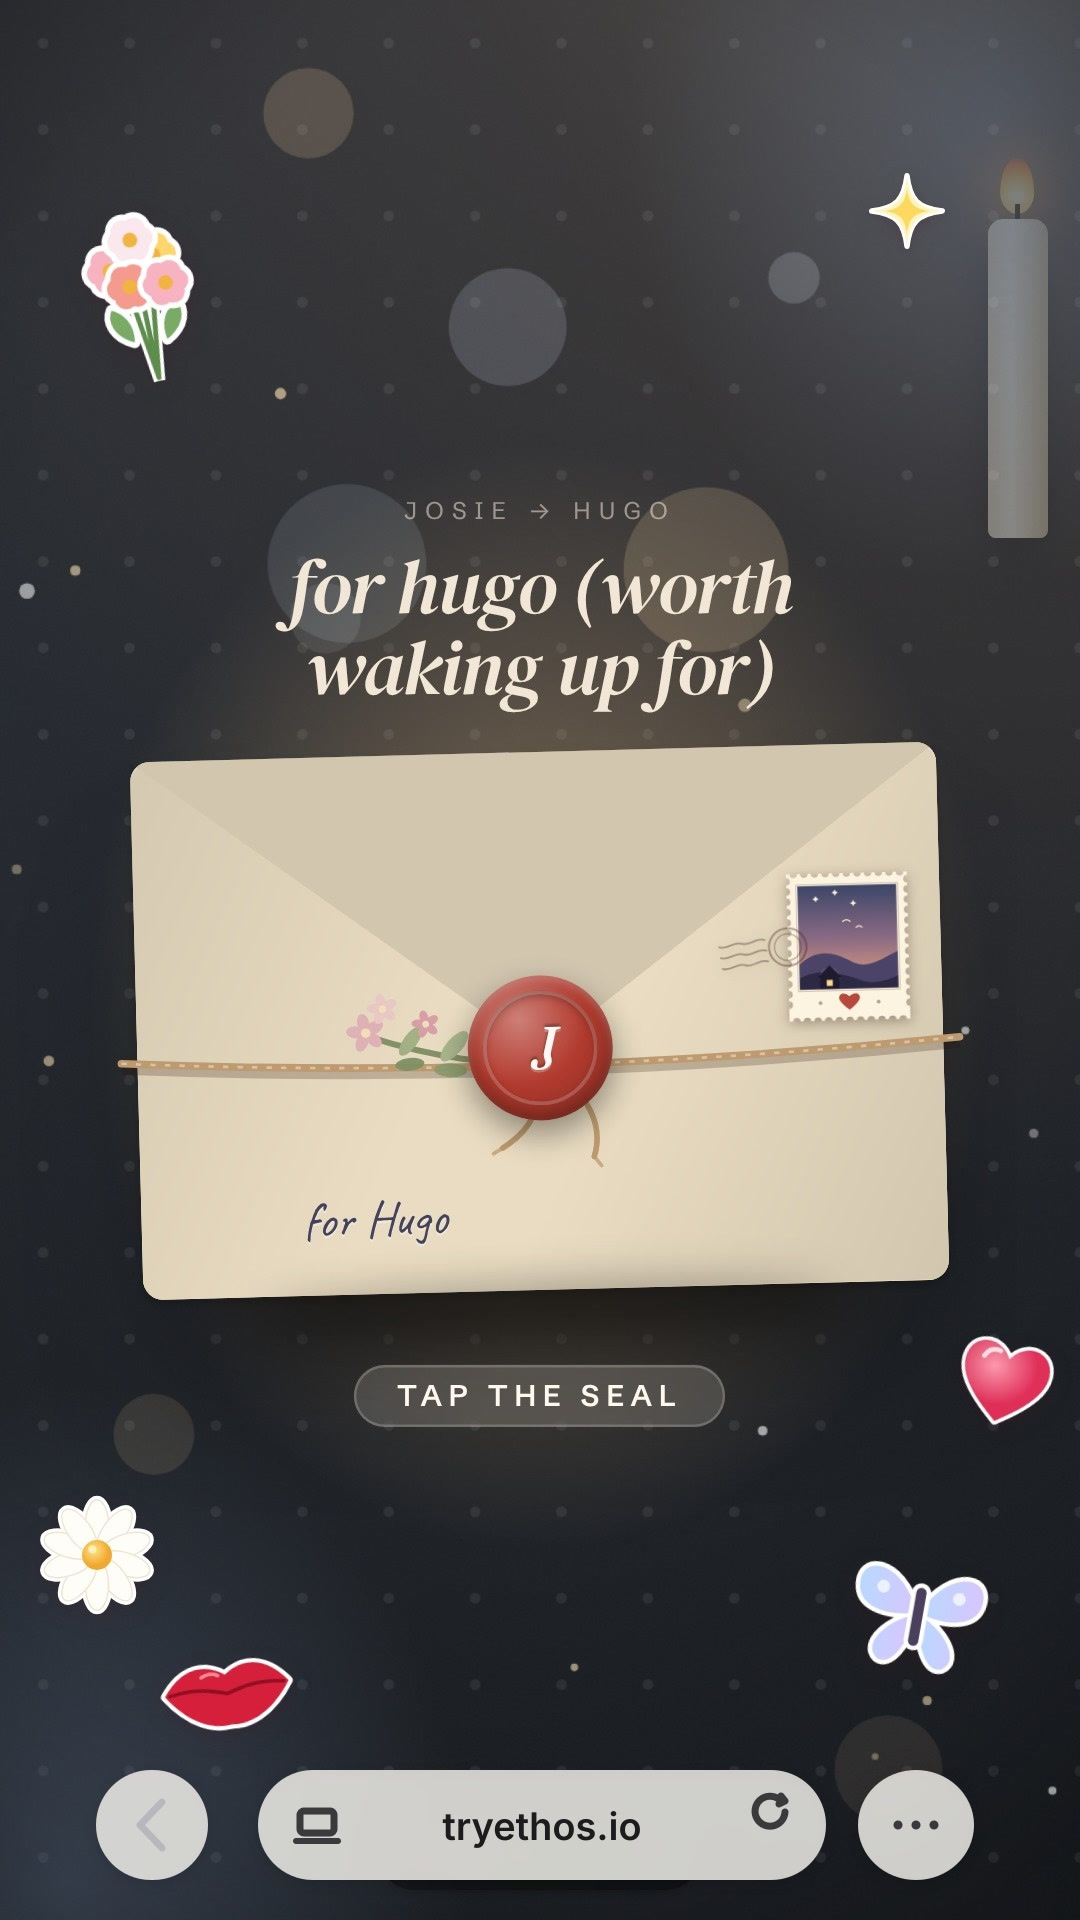 JOSIE → HUGO
for hugo (worth
waking up for)
J
for Hugo
TAP THE SEAL
tryethos.io